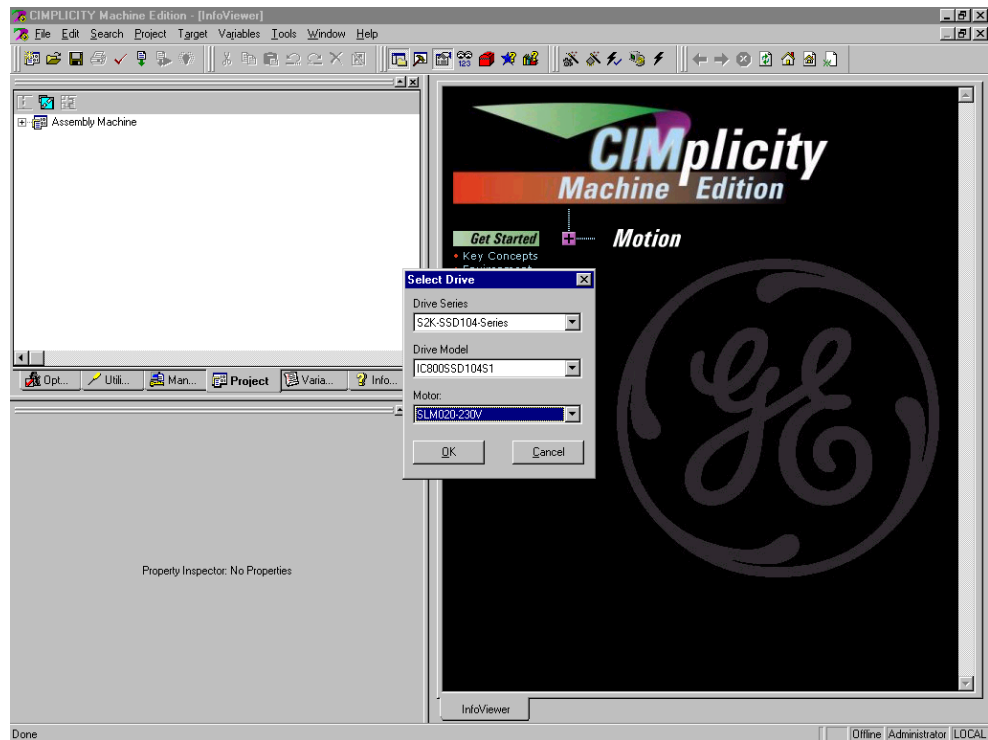 CIMPLICITY Machine Edition - [InfoViewer]
File Edit Search Project Target Variables Tools Window Help
Assembly Machine
CIMplicity
Machine Edition
Get Started
Motion
Key Concepts
Select Drive
Drive Series
S2K-SSD104-Series
Drive Model
IC800SSD104S1
Motor:
SLM020-230V
OK Cancel
Opt... Utili... Man... Project Varia... Info...
Property Inspector: No Properties
GE
InfoViewer
Done
Offline Administrator LOCAL